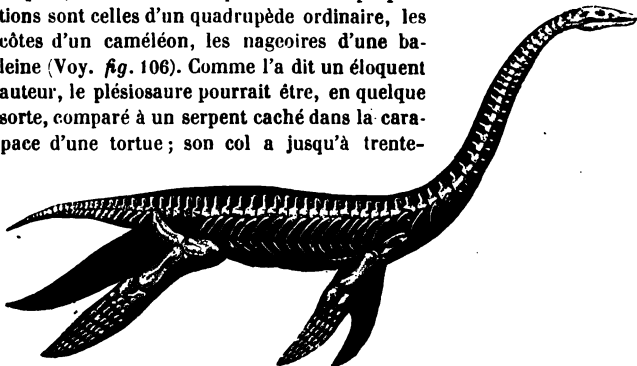 tions sont celles d'un quadrupède ordinaire, les
côtes d'un caméléon, les nageoires d'une ba-
leine (Voy. fig. 106). Comme l'a dit un éloquent
auteur, le plésiosaure pourrait être, en quelque
sorte, comparé à un serpent caché dans la cara-
pace d'une tortue ; son col a jusqu'à trente-